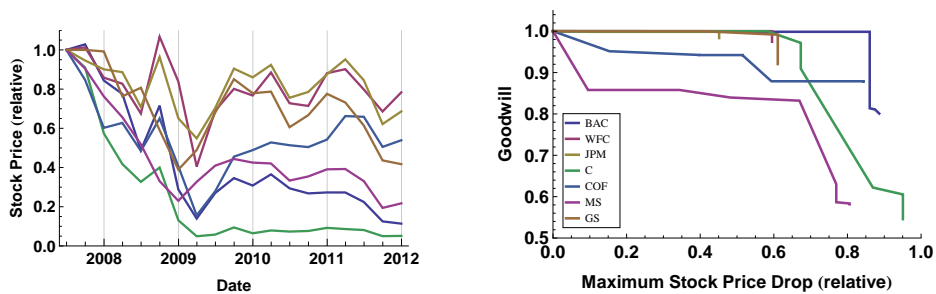 Stock Price (relative)
1.0
0.8
0.6
0.4
0.2
0.0
2008
2009
2010
2011
2012
Date
Goodwill
1.0
0.9
0.8
0.7
0.6
0.5
BAC
WFC
JPM
C
COF
MS
GS
0.0
0.2
0.4
0.6
0.8
1.0
Maximum Stock Price Drop (relative)